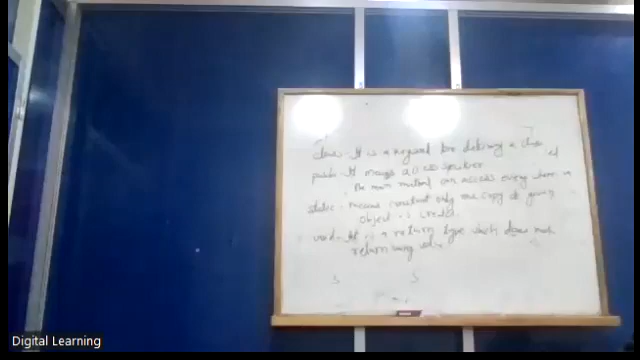 class - It is a keyword for defining a class
public - It means access specifier
The main method can access every where in
static - means constant only one copy of given
object is created
void - It is a return type which does not
return any value
Digital Learning